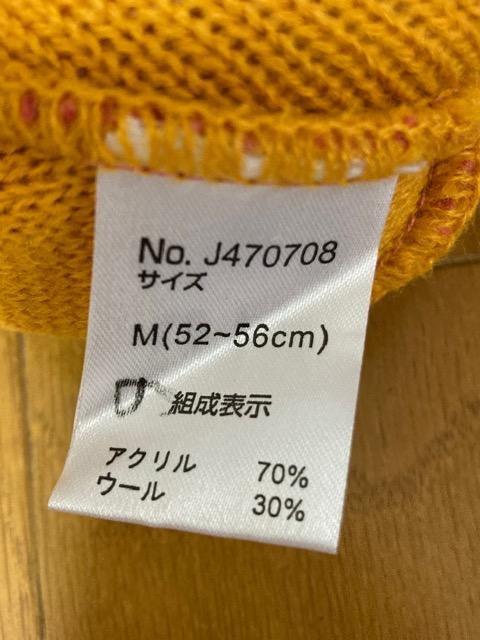 No. J470708
サイズ
M(52~56cm)
組成表示
アクリル 70%
ウール 30%